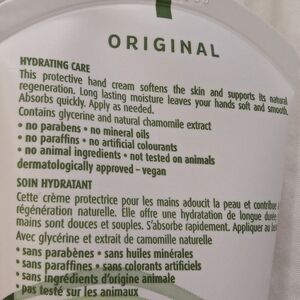 ORIGINAL
HYDRATING CARE
This protective hand cream softens the skin and supports its natural
regeneration. Long lasting moisture leaves your hands soft and smooth.
Absorbs quickly. Apply as needed.
Contains glycerine and natural chamomile extract
• no parabens • no mineral oils
• no paraffins • no artificial colourants
• no animal ingredients • not tested on animals
dermatologically approved – vegan
SOIN HYDRATANT
Cette crème protectrice pour les mains adoucit la peau et contribue à
régénération naturelle. Elle offre une hydratation de longue durée
mains sont douces et souples. S'absorbe rapidement. Appliquer au
Avec glycérine et extrait de camomille naturelle
• sans parabènes • sans huiles minérales
• sans paraffines • sans colorants artificiels
• sans ingrédients d'origine animale
• pas testé sur les animaux